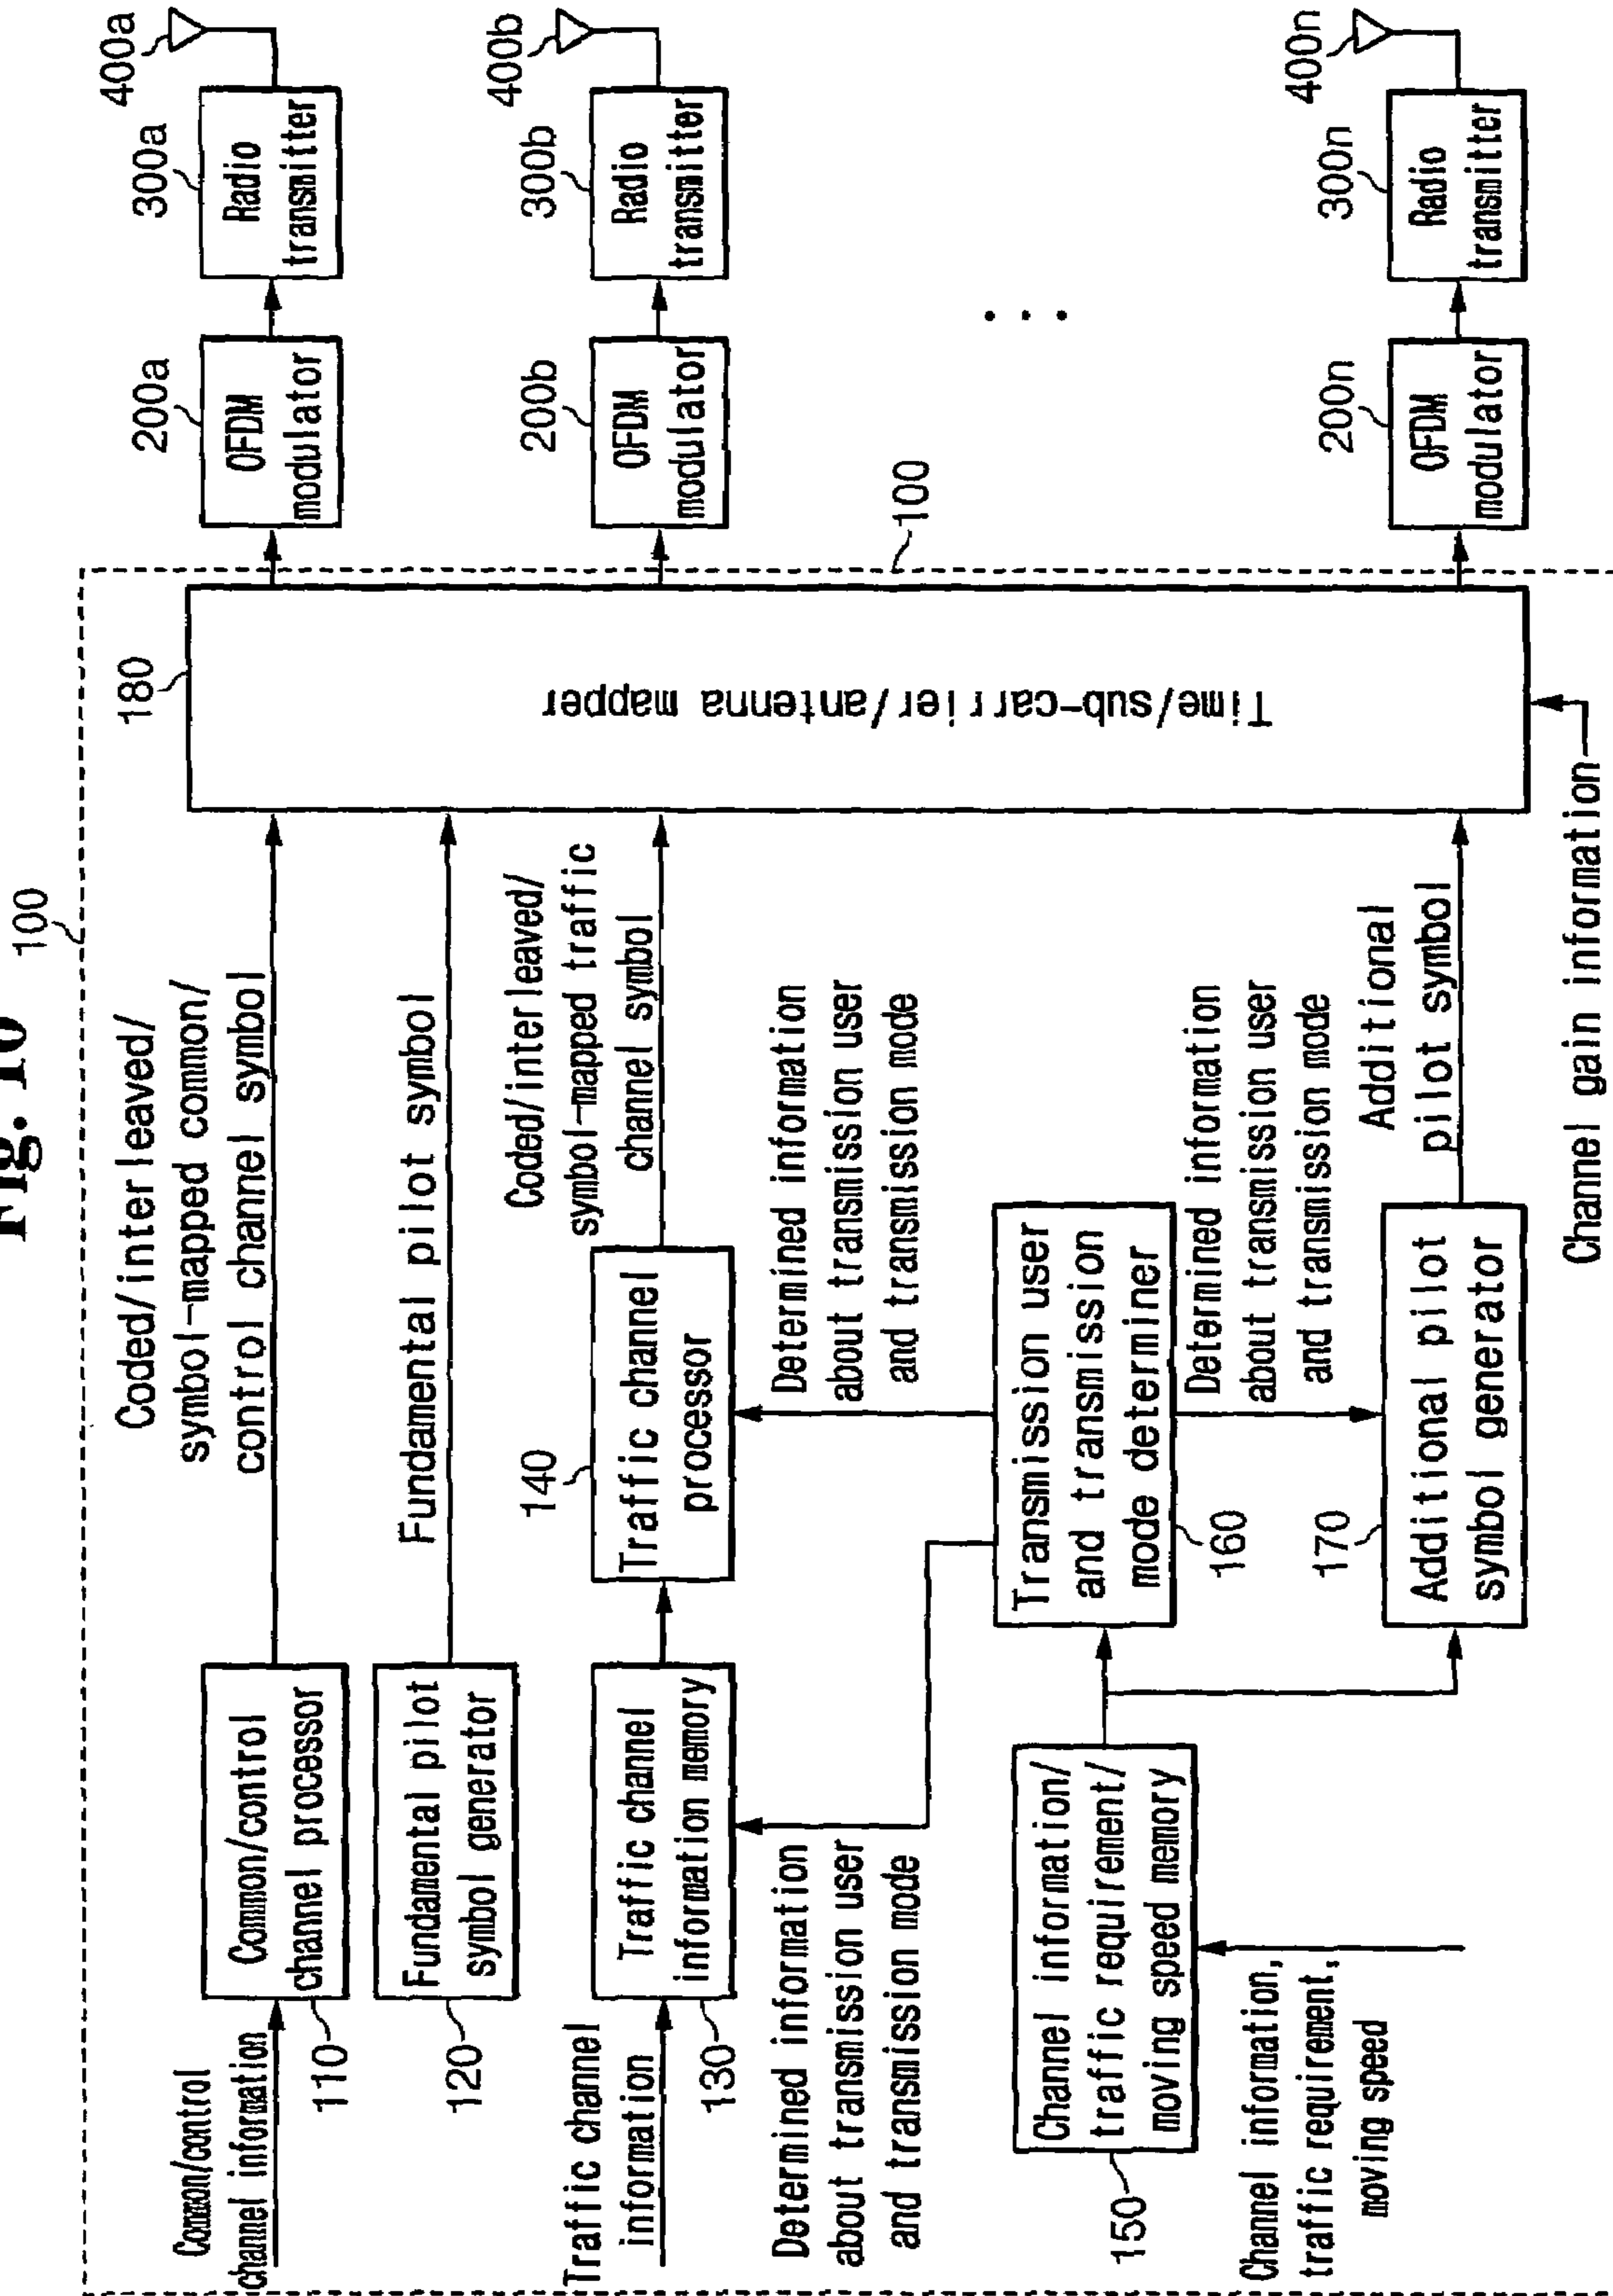 Fig. 10
100
Common/control
channel information
Common/control
channel processor
110
Coded/interleaved/
symbol-mapped common/
control channel symbol
Fundamental pilot
symbol generator
120
Fundamental pilot symbol
Traffic channel
information
Traffic channel
information memory
130
Traffic channel
processor
140
Coded/interleaved/
symbol-mapped traffic
channel symbol
Determined information
about transmission user
and transmission mode
Determined information
about transmission user
and transmission mode
Channel information/
traffic requirement/
moving speed memory
150
Channel information,
traffic requirement,
moving speed
Transmission user
and transmission
mode determiner
160
Determined information
about transmission user
and transmission mode
Additional pilot
symbol generator
170
Additional
pilot symbol
Channel gain information
180
Time/sub-carrier/antenna mapper
100
200a
OFDM
modulator
300a
Radio
transmitter
400a
200b
OFDM
modulator
300b
Radio
transmitter
400b
200n
OFDM
modulator
300n
Radio
transmitter
400n